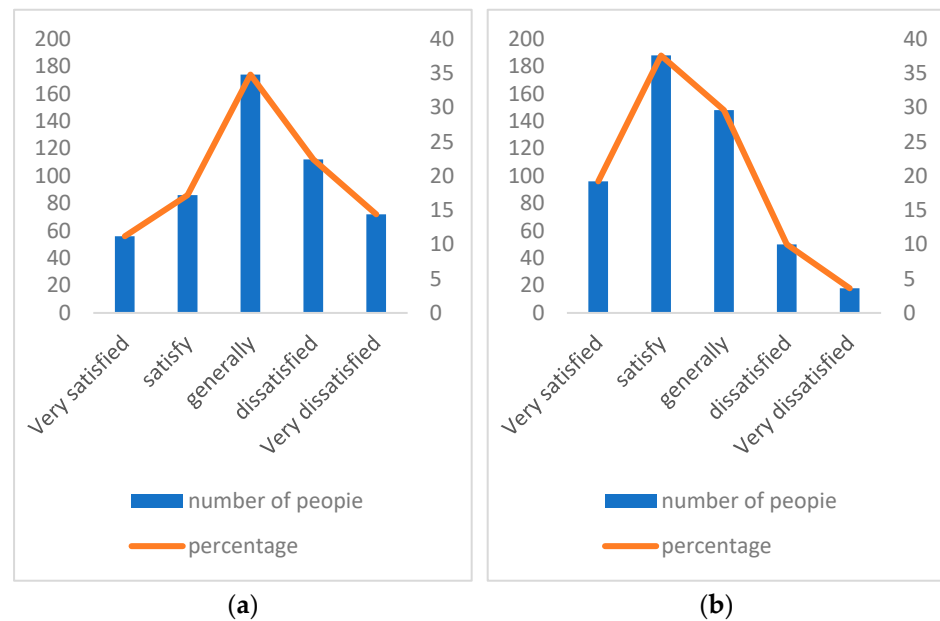 200 40
180 35
160 30
140 25
120 20
100 15
80 10
60 5
40 0
20
0
Very satisfied
satisfy
generally
dissatisfied
Very dissatisfied
number of peopie
percentage
(a)
200 40
180 35
160 30
140 25
120 20
100 15
80 10
60 5
40 0
20
0
Very satisfied
satisfy
generally
dissatisfied
Very dissatisfied
number of peopie
percentage
(b)